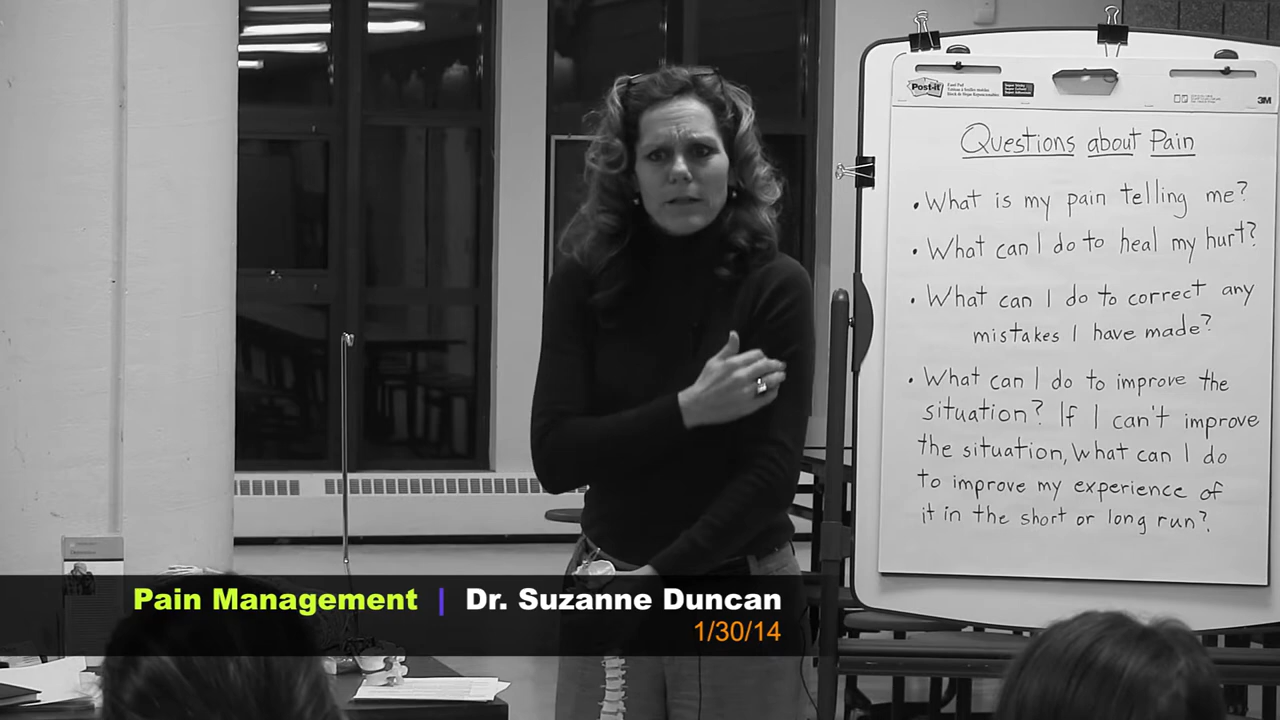 Post-it
3M
Questions about Pain
• What is my pain telling me?
• What can I do to heal my hurt?
• What can I do to correct any
mistakes I have made?
• What can I do to improve the
situation? If I can't improve
the situation, What can I do
to improve my experience of
it in the short or long run?
Pain Management | Dr. Suzanne Duncan
1/30/14